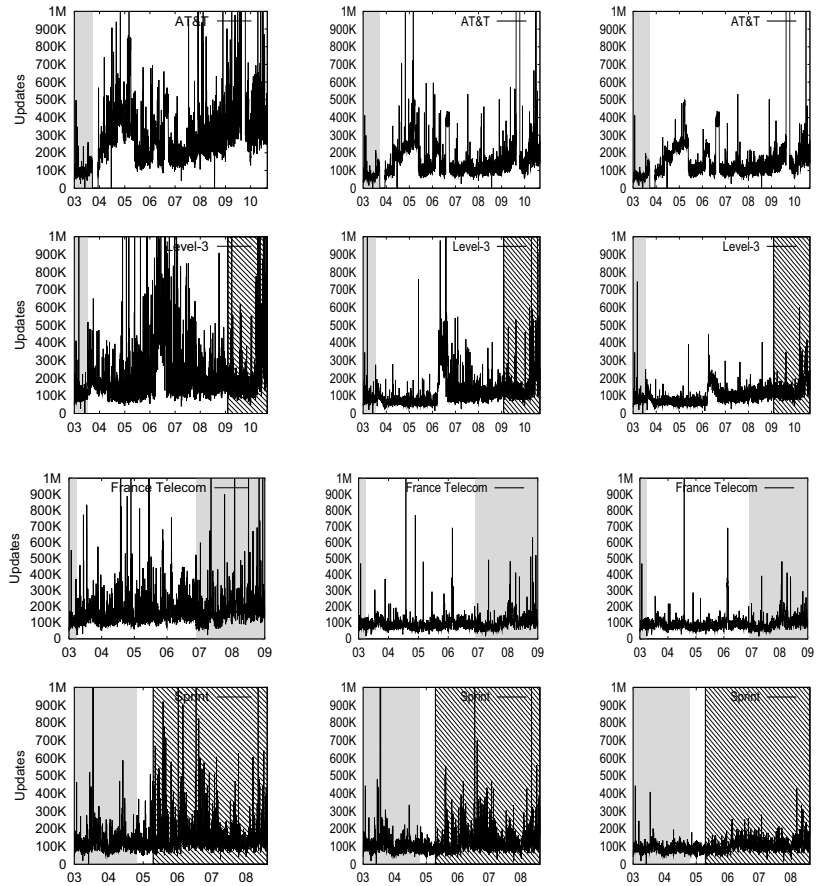 1M 1M 1M
AT&T AT&T AT&T
900K 900K 900K
800K 800K 800K
700K 700K 700K
600K 600K 600K
Updates
500K 500K 500K
400K 400K 400K
300K 300K 300K
200K 200K 200K
100K 100K 100K
0 0 0
03 04 05 06 07 08 09 10 03 04 05 06 07 08 09 10 03 04 05 06 07 08 09 10
1M 1M 1M
Level-3 Level-3 Level-3
900K 900K 900K
800K 800K 800K
700K 700K 700K
600K 600K 600K
Updates
500K 500K 500K
400K 400K 400K
300K 300K 300K
200K 200K 200K
100K 100K 100K
0 0 0
03 04 05 06 07 08 09 10 03 04 05 06 07 08 09 10 03 04 05 06 07 08 09 10
1M 1M 1M
France Telecom France Telecom France Telecom
900K 900K 900K
800K 800K 800K
700K 700K 700K
600K 600K 600K
Updates
500K 500K 500K
400K 400K 400K
300K 300K 300K
200K 200K 200K
100K 100K 100K
0 0 0
03 04 05 06 07 08 09 03 04 05 06 07 08 09 03 04 05 06 07 08 09
1M 1M 1M
Sprint Sprint Sprint
900K 900K 900K
800K 800K 800K
700K 700K 700K
600K 600K 600K
Updates
500K 500K 500K
400K 400K 400K
300K 300K 300K
200K 200K 200K
100K 100K 100K
0 0 0
03 04 05 06 07 08 03 04 05 06 07 08 03 04 05 06 07 08